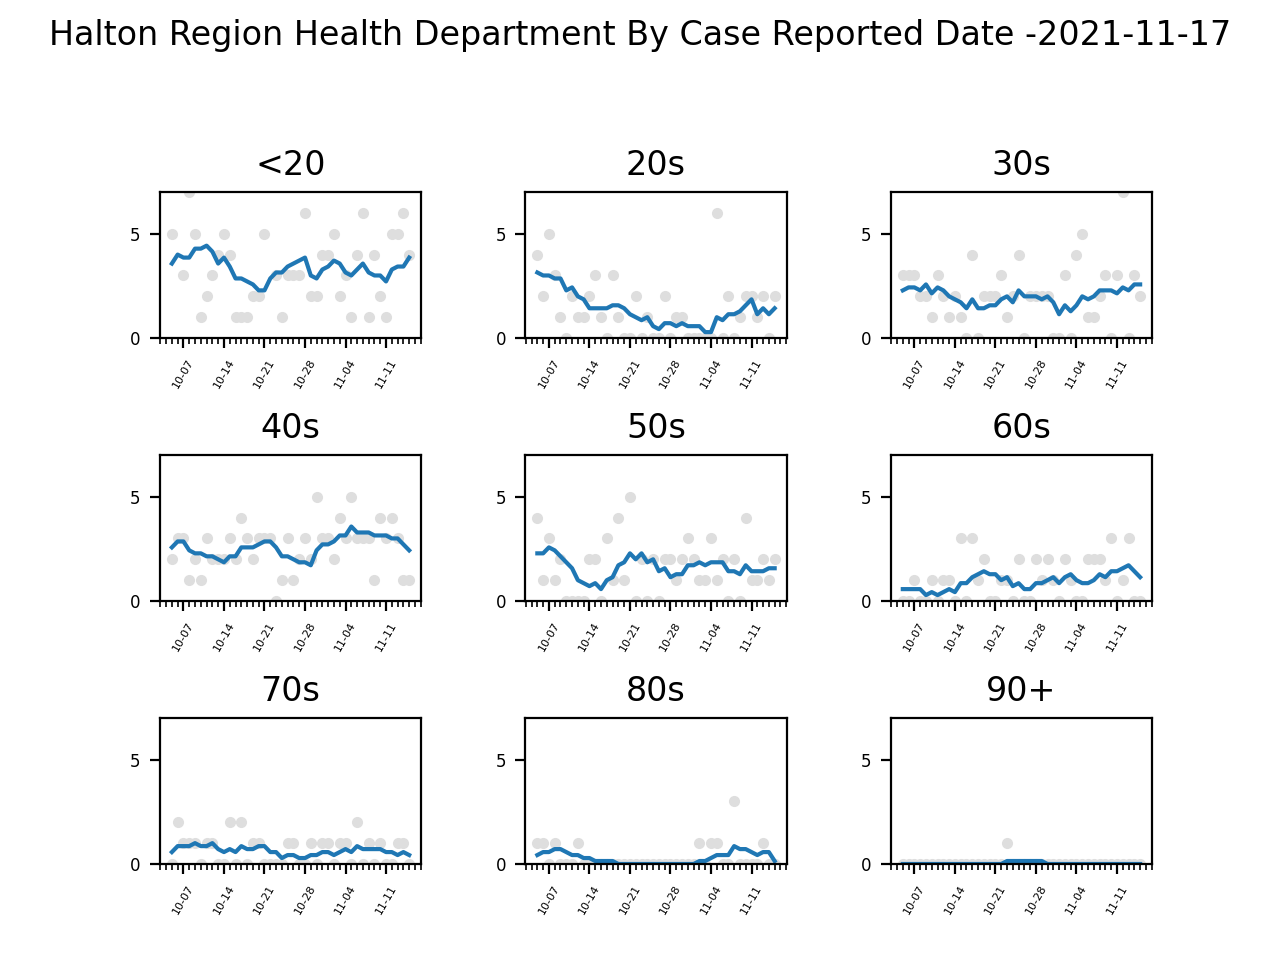 Halton Region Health Department By Case Reported Date -2021-11-17
<20 20s 30s
5 5 5
0 0 0
10-07 10-14 10-21 10-28 11-04 11-11 10-07 10-14 10-21 10-28 11-04 11-11 10-07 10-14 10-21 10-28 11-04 11-11
40s 50s 60s
5 5 5
0 0 0
10-07 10-14 10-21 10-28 11-04 11-11 10-07 10-14 10-21 10-28 11-04 11-11 10-07 10-14 10-21 10-28 11-04 11-11
70s 80s 90+
5 5 5
0 0 0
10-07 10-14 10-21 10-28 11-04 11-11 10-07 10-14 10-21 10-28 11-04 11-11 10-07 10-14 10-21 10-28 11-04 11-11